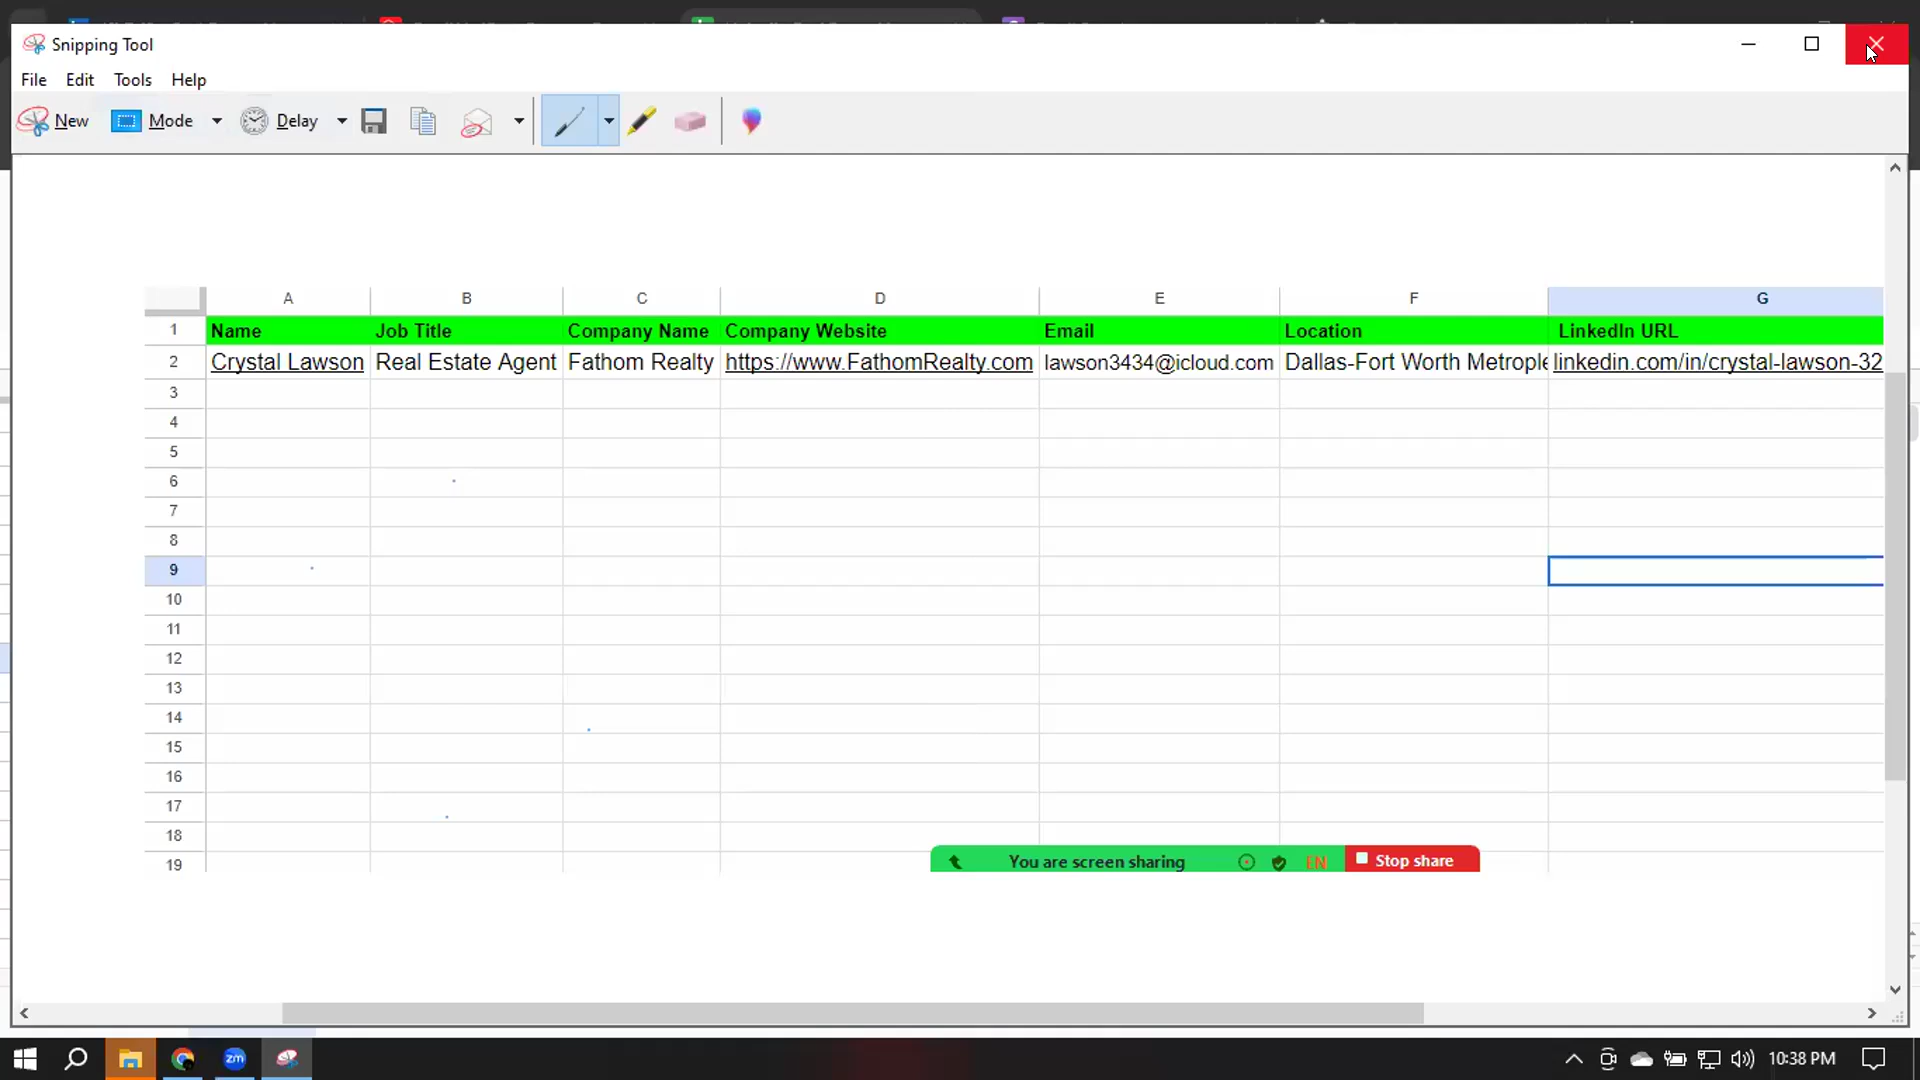 Snipping Tool
File Edit Tools Help
New Mode Delay
A B C D E F G
1 Name Job Title Company Name Company Website Email Location LinkedIn URL
2 Crystal Lawson Real Estate Agent Fathom Realty https://www.FathomRealty.com lawson3434@icloud.com Dallas-Fort Worth Metrople linkedin.com/in/crystal-lawson-32
3
4
5
6
7
8
9
10
11
12
13
14
15
16
17
18
19
You are screen sharing EN Stop share
zm 10:38 PM